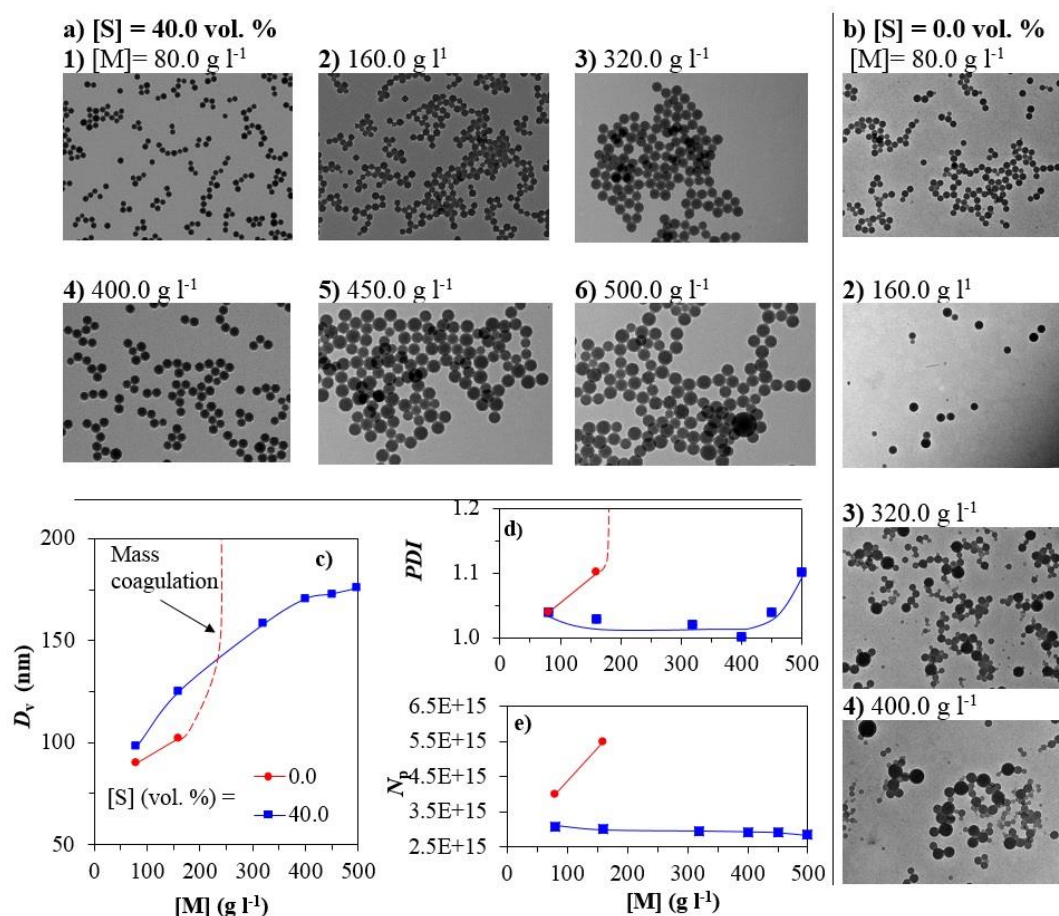 a) [S] = 40.0 vol. %
1) [M]= 80.0 g l-1
2) 160.0 g l1
3) 320.0 g l-1
4) 400.0 g l-1
5) 450.0 g l-1
6) 500.0 g l-1
b) [S] = 0.0 vol. %
[M]= 80.0 g l-1
2) 160.0 g l1
3) 320.0 g l-1
4) 400.0 g l-1
c)
Mass
coagulation
200
150
100
50
Dv (nm)
[S] (vol. %) =
0.0
40.0
0 100 200 300 400 500
[M] (g l-1)
d)
1.2
1.1
1.0
PDI
0 100 200 300 400 500
e)
6.5E+15
5.5E+15
4.5E+15
3.5E+15
2.5E+15
Np
0 100 200 300 400 500
[M] (g l-1)